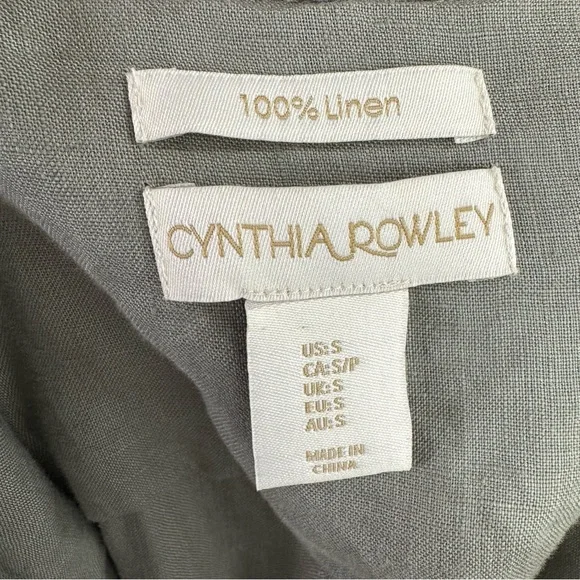 100% Linen
CYNTHIA ROWLEY
US: S
CA: S/P
UK: S
EU: S
AU: S
MADE IN
CHINA